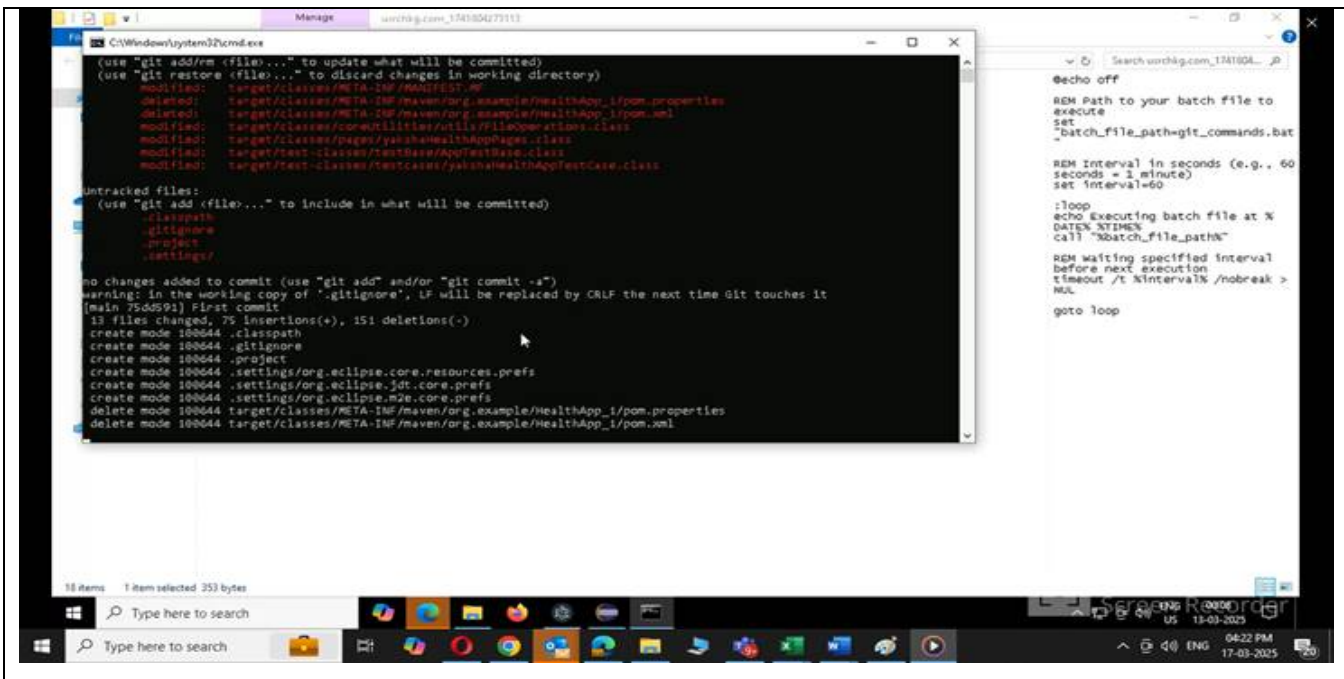 Manage
C:\Windows\system32\cmd.exe
(use "git add/rm <file>..." to update what will be committed)
(use "git restore <file>..." to discard changes in working directory)
modified: target/classes/META-INF/MANIFEST.MF
deleted: target/classes/META-INF/maven/org.example/HealthApp_1/pom.properties
deleted: target/classes/META-INF/maven/org.example/HealthApp_1/pom.xml
modified: target/classes/coreUtilities/utils/FileOperations.class
modified: target/classes/pages/yakshaHealthAppPages.class
modified: target/test-classes/testBase/AppTestBase.class
modified: target/test-classes/testcases/yakshaHealthAppTestCase.class
Untracked files:
(use "git add <file>..." to include in what will be committed)
.classpath
.gitignore
.project
.settings/
no changes added to commit (use "git add" and/or "git commit -a")
warning: in the working copy of '.gitignore', LF will be replaced by CRLF the next time Git touches it
[main 75dd591] First commit
13 files changed, 75 insertions(+), 151 deletions(-)
create mode 100644 .classpath
create mode 100644 .gitignore
create mode 100644 .project
create mode 100644 .settings/org.eclipse.core.resources.prefs
create mode 100644 .settings/org.eclipse.jdt.core.prefs
create mode 100644 .settings/org.eclipse.m2e.core.prefs
delete mode 100644 target/classes/META-INF/maven/org.example/HealthApp_1/pom.properties
delete mode 100644 target/classes/META-INF/maven/org.example/HealthApp_1/pom.xml
@echo off
REM Path to your batch file to
execute
set
"batch_file_path=git_commands.bat
"
REM Interval in seconds (e.g., 60
seconds = 1 minute)
set interval=60
:loop
echo Executing batch file at %
DATE% %TIME%
call "%batch_file_path%"
REM Waiting specified interval
before next execution
timeout /t %interval% /nobreak >
NUL
goto loop
18 items 1 item selected 353 bytes
Type here to search
Screen Recorder
ENG
US 13-03-2025
Type here to search
ENG
04:22 PM
17-03-2025